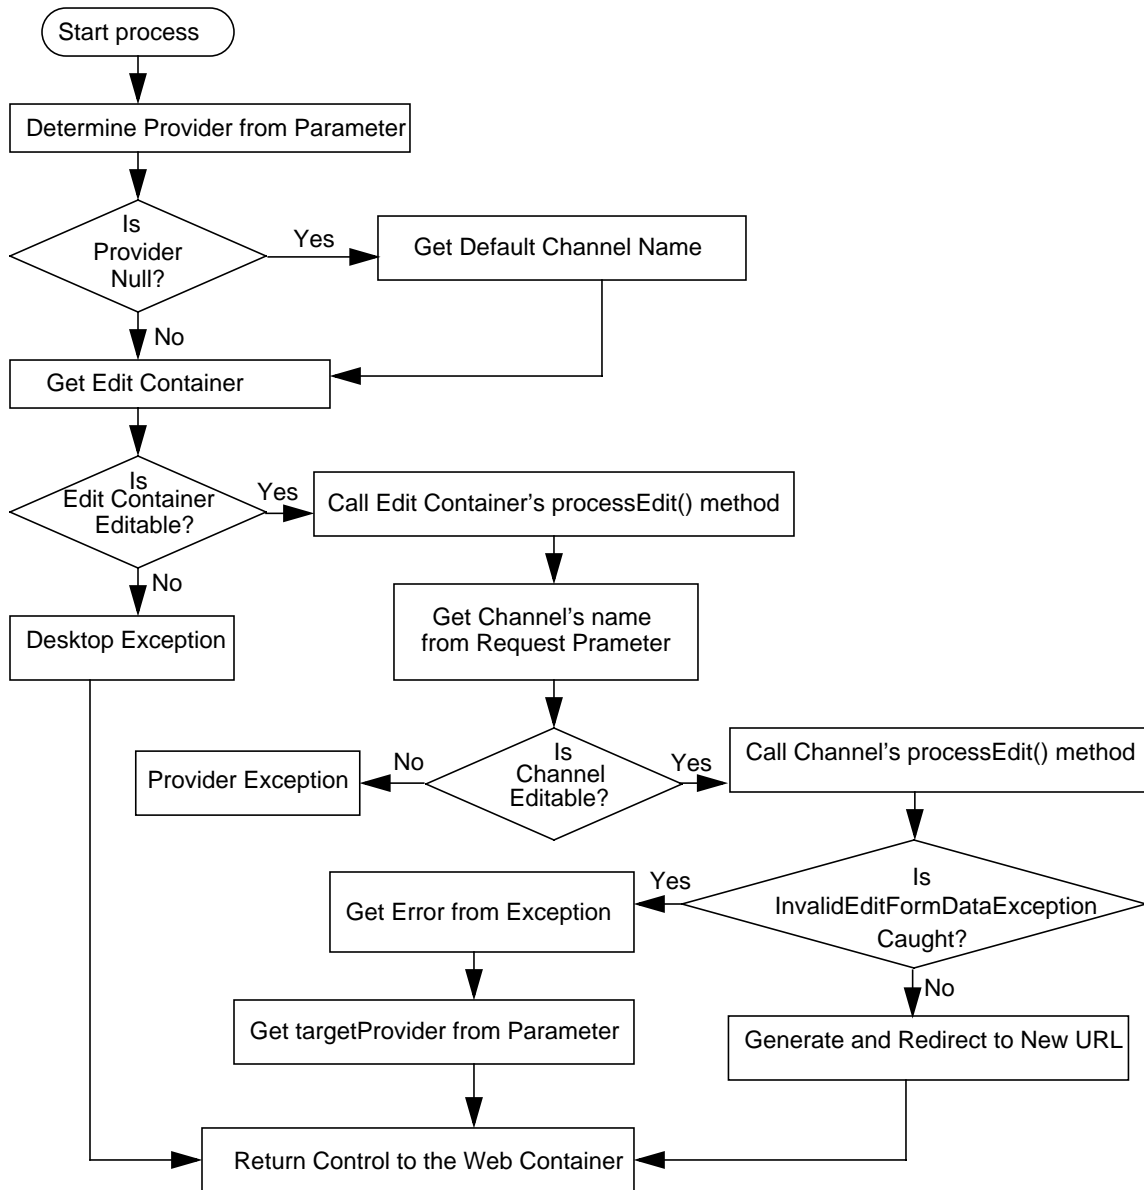 Start process
Determine Provider from Parameter
Is
Provider
Null?
Yes
Get Default Channel Name
No
Get Edit Container
Is
Edit Container
Editable?
Yes
Call Edit Container’s processEdit() method
No
Desktop Exception
Get Channel’s name
from Request Prameter
Is
Channel
Editable?
No
Provider Exception
Yes
Call Channel’s processEdit() method
Is
InvalidEditFormDataException
Caught?
Yes
Get Error from Exception
No
Get targetProvider from Parameter
Generate and Redirect to New URL
Return Control to the Web Container